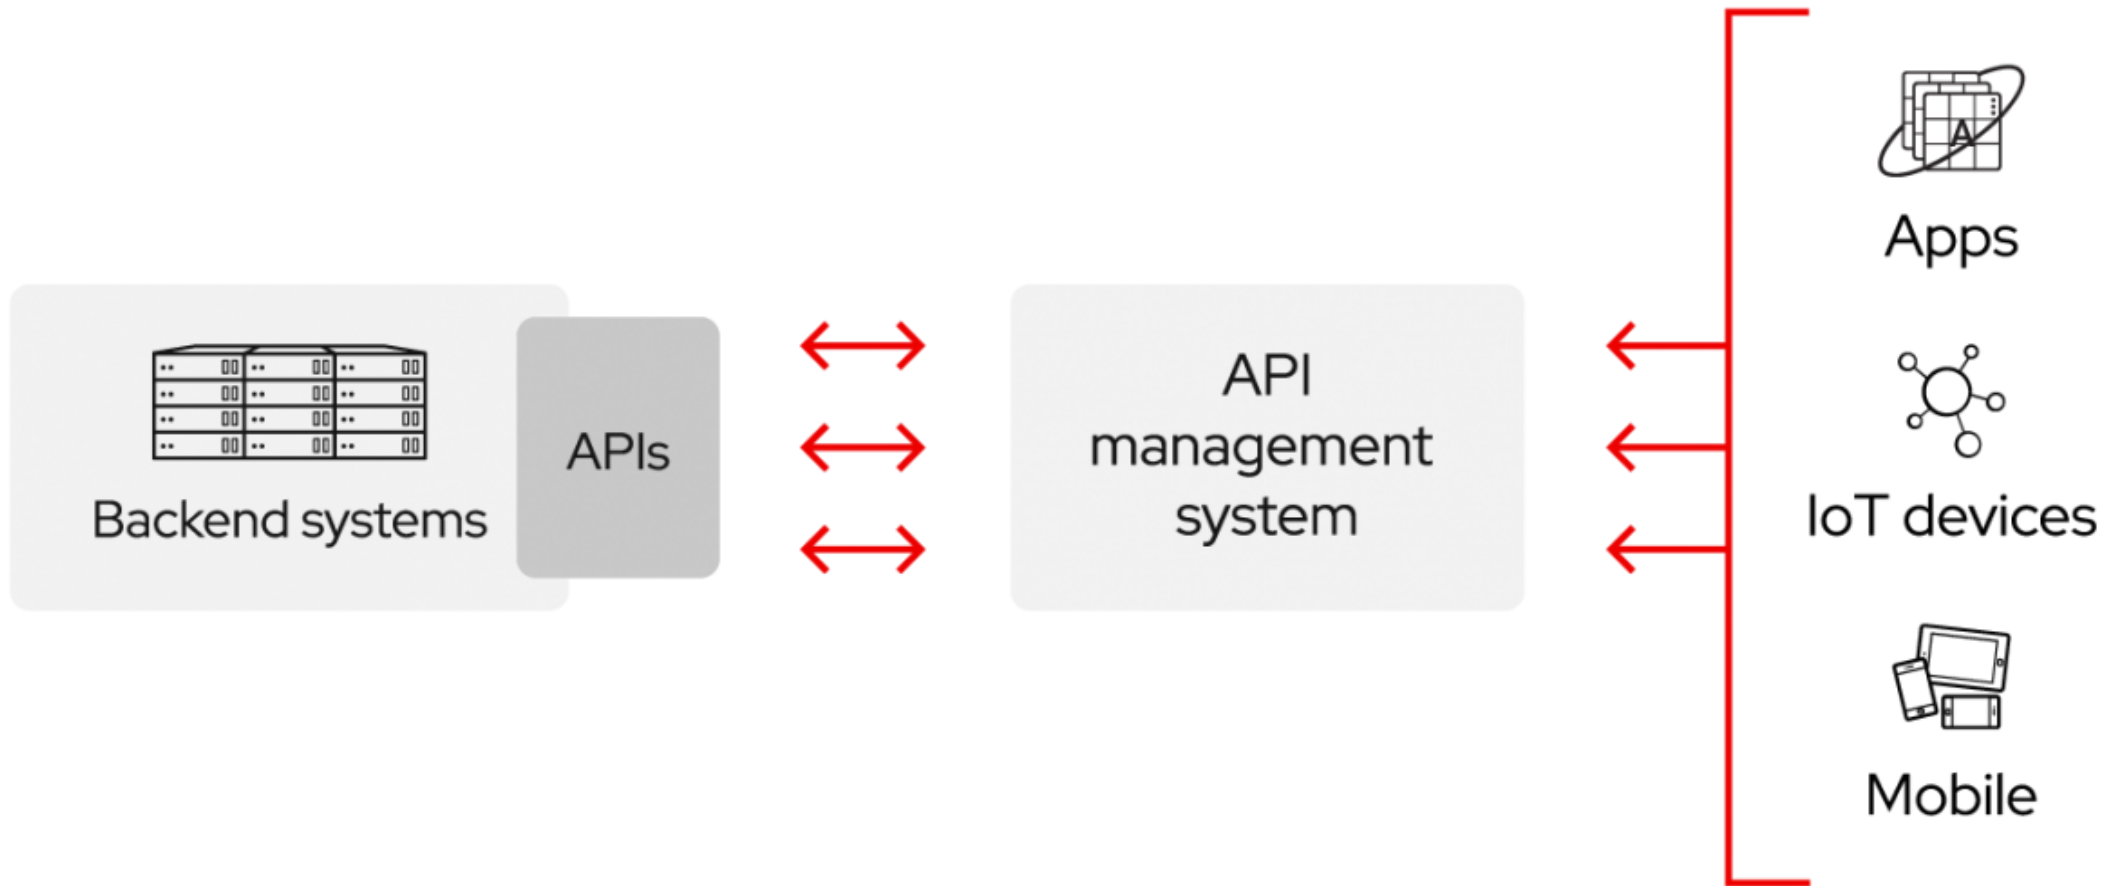 Backend systems
APIs
API
management
system
A
Apps
IoT devices
Mobile